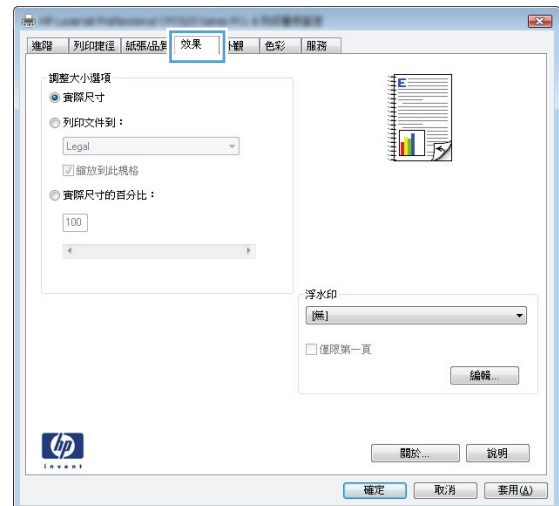 進階 列印捷徑 紙張/品質 效果 外觀 色彩 服務
調整大小選項
實際尺寸
列印文件到：
Legal
縮放到此規格
實際尺寸的百分比：
100
E
浮水印
[無]
僅限第一頁
編輯...
hp
invent
關於... 說明
確定 取消 套用(A)